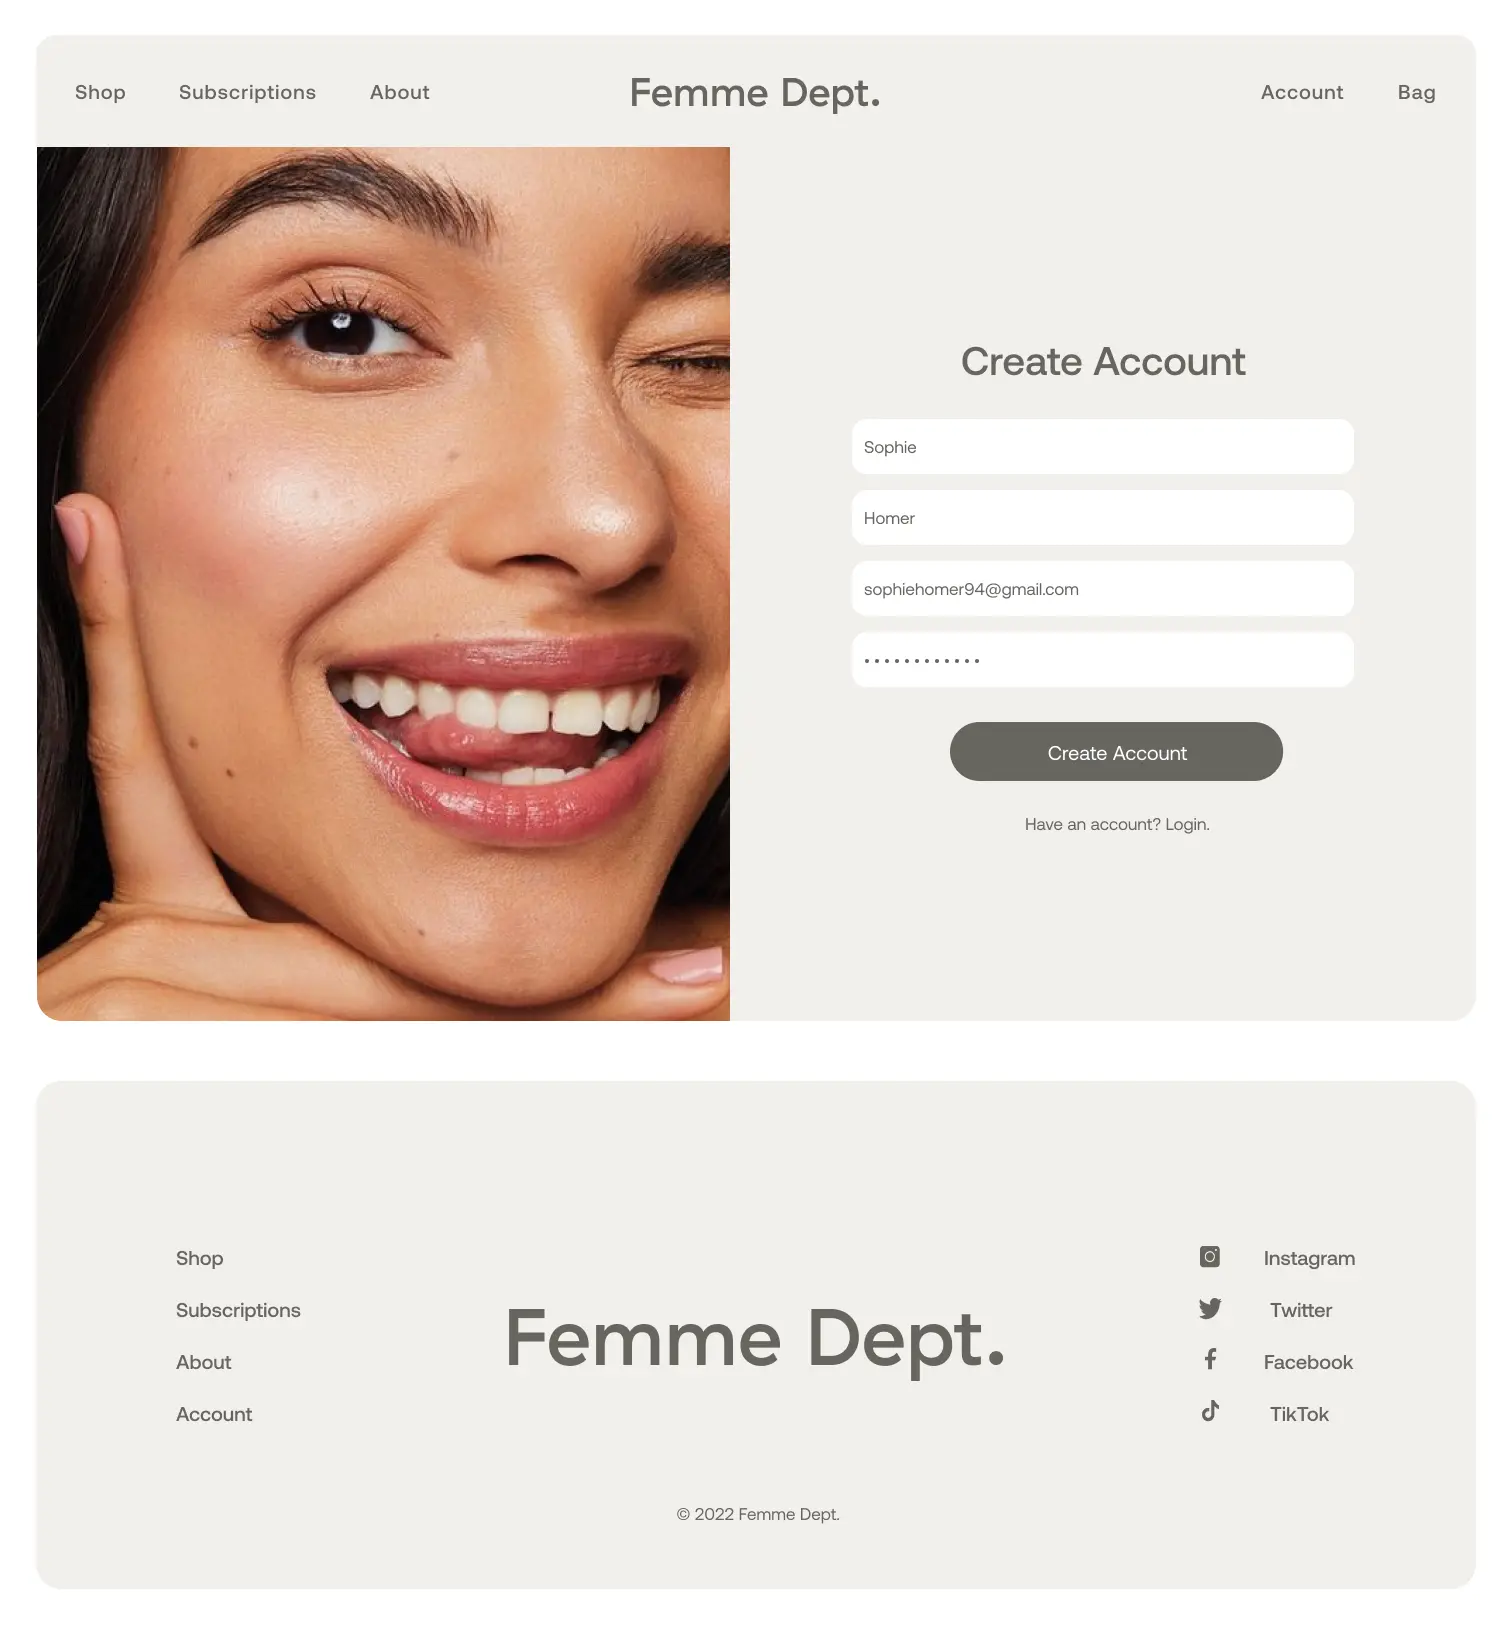 Shop Subscriptions About Femme Dept. Account Bag
Create Account
Sophie
Homer
sophiehomer94@gmail.com
••••••••••••
Create Account
Have an account? Login.
Shop
Subscriptions
About
Account
Femme Dept.
Instagram
Twitter
Facebook
TikTok
© 2022 Femme Dept.